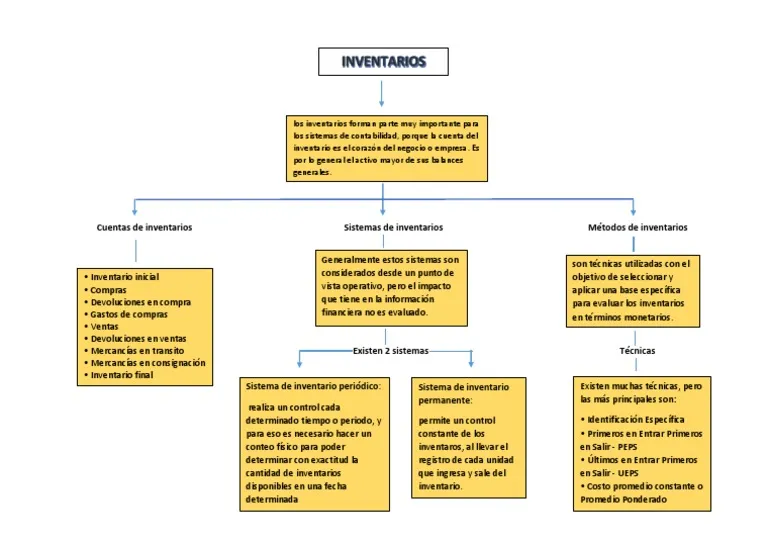 INVENTARIOS
los inventarios forman parte muy importante para
los sistemas de contabilidad, porque la cuenta del
inventario es el corazón del negocio o empresa. Es
por lo general el activo mayor de sus balances
generales.
Cuentas de inventarios
Sistemas de inventarios
Métodos de inventarios
• Inventario inicial
• Compras
• Devoluciones en compra
• Gastos de compras
• Ventas
• Devoluciones en ventas
• Mercancías en transito
• Mercancías en consignación
• Inventario final
Generalmente estos sistemas son
considerados desde un punto de
vista operativo, pero el impacto
que tiene en la información
financiera no es evaluado.
son técnicas utilizadas con el
objetivo de seleccionar y
aplicar una base específica
para evaluar los inventarios
en términos monetarios.
Existen 2 sistemas
Técnicas
Sistema de inventario periódico:
realiza un control cada
determinado tiempo o periodo, y
para eso es necesario hacer un
conteo físico para poder
determinar con exactitud la
cantidad de inventarios
disponibles en una fecha
determinada
Sistema de inventario
permanente:
permite un control
constante de los
inventaros, al llevar el
registro de cada unidad
que ingresa y sale del
inventario.
Existen muchas técnicas, pero
las más principales son:
• Identificación Específica
• Primeros en Entrar Primeros
en Salir - PEPS
• Últimos en Entrar Primeros
en Salir - UEPS
• Costo promedio constante o
Promedio Ponderado